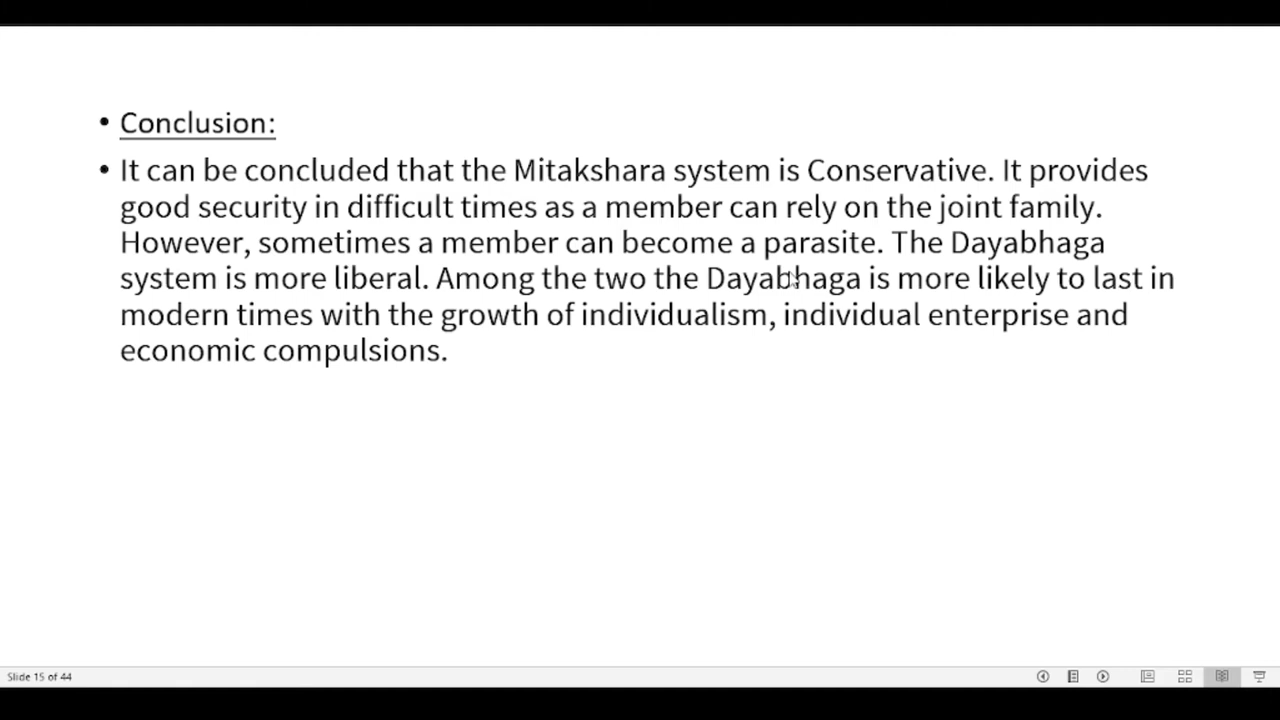 • Conclusion:
• It can be concluded that the Mitakshara system is Conservative. It provides
good security in difficult times as a member can rely on the joint family.
However, sometimes a member can become a parasite. The Dayabhaga
system is more liberal. Among the two the Dayabhaga is more likely to last in
modern times with the growth of individualism, individual enterprise and
economic compulsions.
Slide 15 of 44